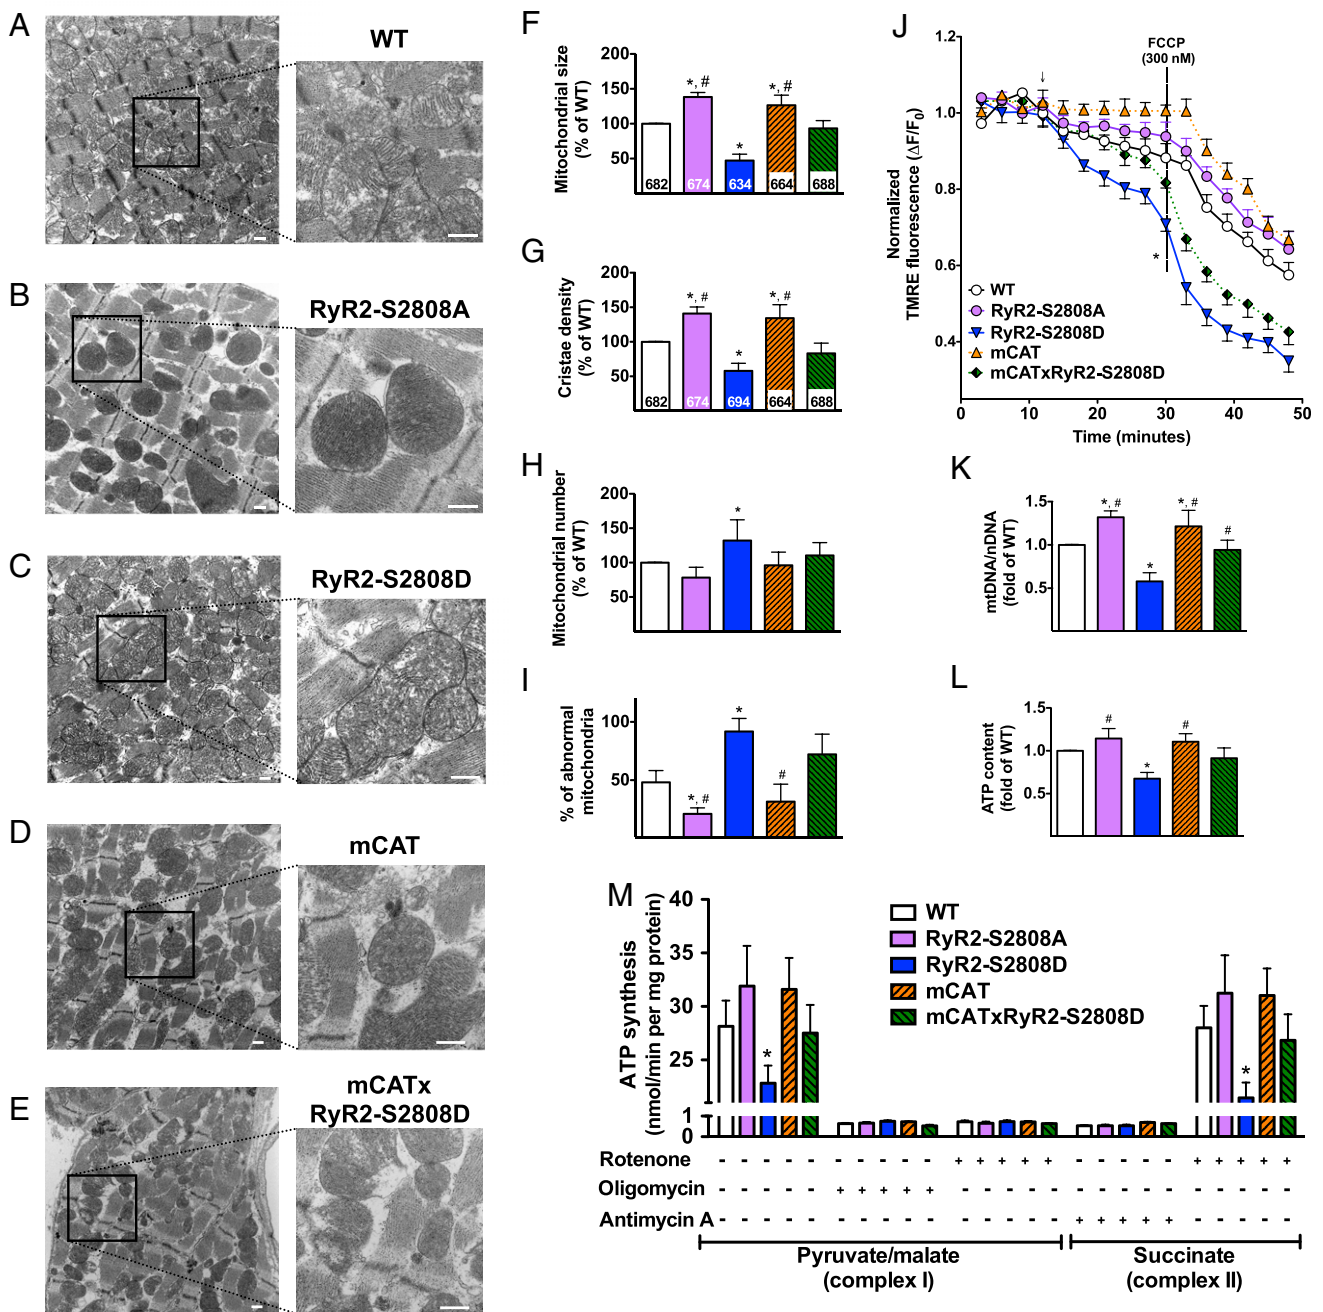 A
WT
B
RyR2-S2808A
C
RyR2-S2808D
D
mCAT
E
mCATx
RyR2-S2808D
F
Mitochondrial size
(% of WT)
200
150
100
50
*, #
*
*, #
682 674 634 664 688
G
Cristae density
(% of WT)
200
150
100
50
*, #
*
*, #
682 674 694 664 688
H
Mitochondrial number
(% of WT)
200
150
100
50
*
I
% of abnormal
mitochondria
100
50
*, #
*
#
J
Normalized
TMRE fluorescence (ΔF/F0)
1.2
1.0
0.8
0.6
0.4
↓
FCCP
(300 nM)
*
WT
RyR2-S2808A
RyR2-S2808D
mCAT
mCATxRyR2-S2808D
0 10 20 30 40 50
Time (minutes)
K
mtDNA/nDNA
(fold of WT)
1.5
1.0
0.5
*, #
*
*, #
#
L
ATP content
(fold of WT)
1.5
1.0
0.5
#
*
#
M
ATP synthesis
(nmol/min per mg protein)
40
35
30
25
1
0
*
*
WT
RyR2-S2808A
RyR2-S2808D
mCAT
mCATxRyR2-S2808D
Rotenone - - - - - - - - - - + + + + + - - - - - + + + + +
Oligomycin - - - - - + + + + + - - - - - - - - - - - - - - -
Antimycin A - - - - - - - - - - - - - - - + + + + + - - - - -
Pyruvate/malate
(complex I)
Succinate
(complex II)